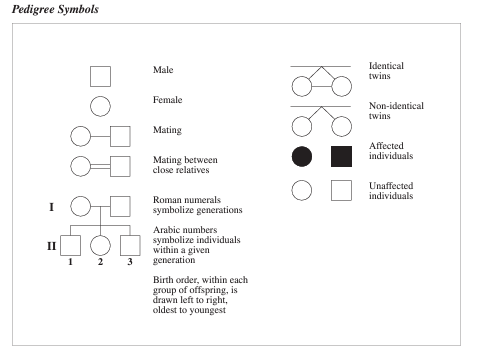 Pedigree Symbols
Male
Female
Mating
Mating between
close relatives
I
Roman numerals
symbolize generations
II
1 2 3
Arabic numbers
symbolize individuals
within a given
generation
Birth order, within each
group of offspring, is
drawn left to right,
oldest to youngest
Identical
twins
Non-identical
twins
Affected
individuals
Unaffected
individuals